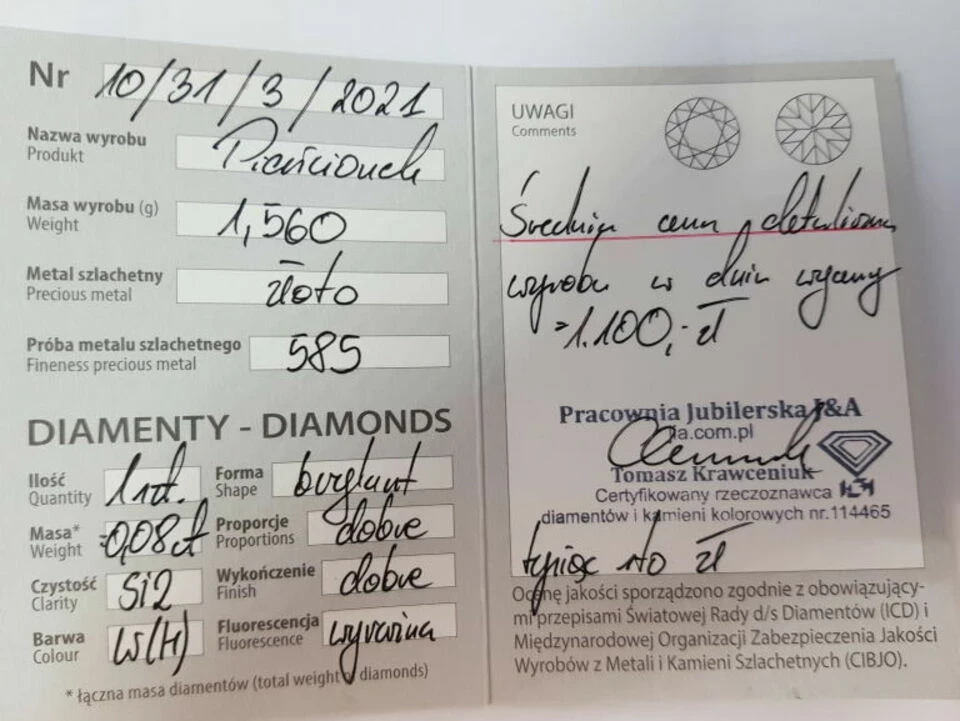 Nr 10/31/3/2021
Nazwa wyrobu
Produkt
Pierścionek
Masa wyrobu (g)
Weight
1,560
Metal szlachetny
Precious metal
złoto
Próba metalu szlachetnego
Fineness precious metal
585
DIAMENTY - DIAMONDS
Ilość
Quantity
1 szt.
Forma
Shape
brylant
Masa*
Weight
0,08ct
Proporcje
Proportions
dobre
Czystość
Clarity
Si2
Wykończenie
Finish
dobre
Barwa
Colour
W(H)
Fluorescencja
Fluorescence
* łączna masa diamentów (total weight of diamonds)
UWAGI
Comments
Średnia cena detaliczna
wyrobu w dniu wyceny
=1.100,- zł
Pracownia Jubilerska J&A
.com.pl
Tomasz Krawceniuk
Certyfikowany rzeczoznawca
diamentów i kamieni kolorowych nr.114465
tysiąc sto zł
Ocenę jakości sporządzono zgodnie z obowiązujący-
mi przepisami Światowej Rady d/s Diamentów (ICD) i
Międzynarodowej Organizacji Zabezpieczenia Jakości
Wyrobów z Metali i Kamieni Szlachetnych (CIBJO).